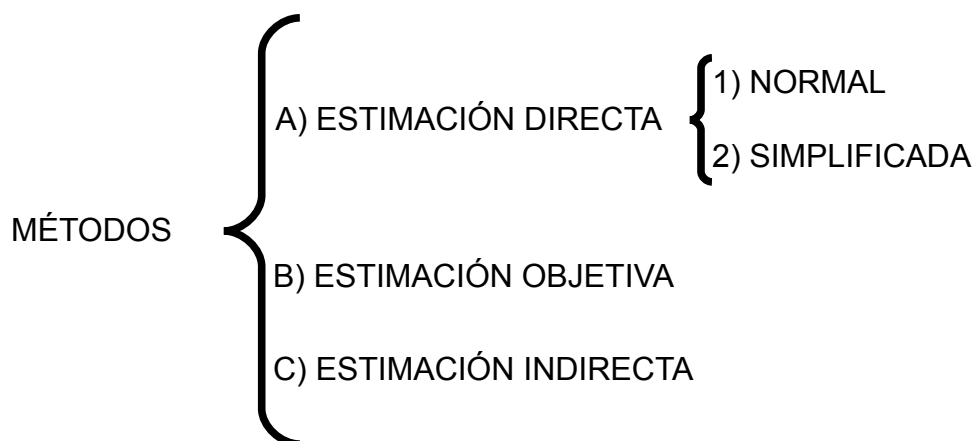 MÉTODOS
A) ESTIMACIÓN DIRECTA
1) NORMAL
2) SIMPLIFICADA
B) ESTIMACIÓN OBJETIVA
C) ESTIMACIÓN INDIRECTA